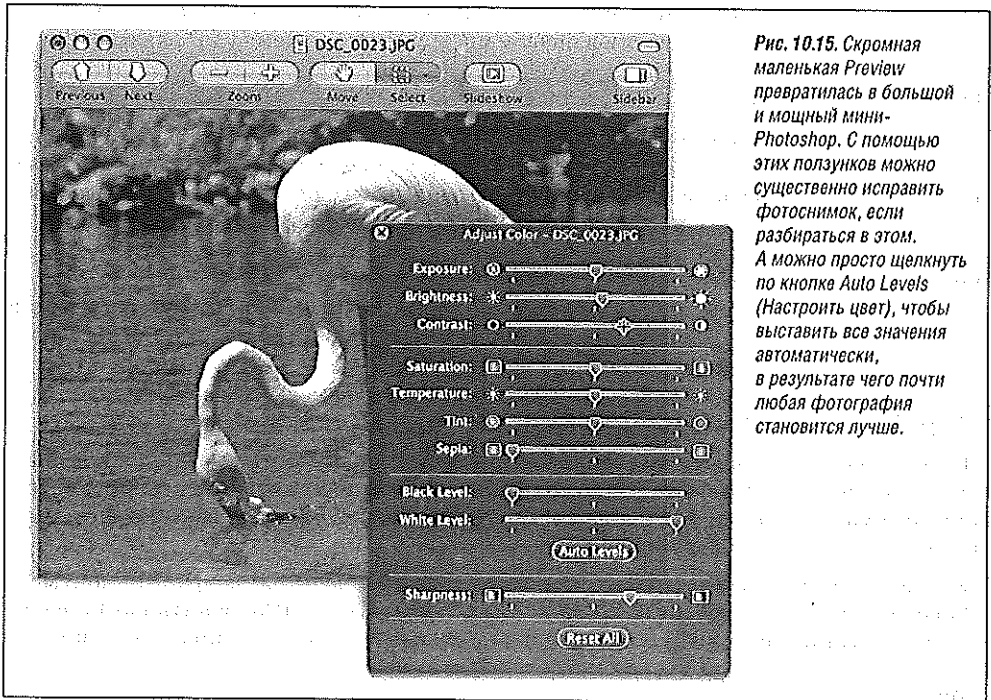 DSC_0023.JPG
Previous Next Zoom Move Select Slideshow Sidebar
Adjust Color – DSC_0023.JPG
Exposure:
Brightness:
Contrast:
Saturation:
Temperature:
Tint:
Sepia:
Black Level:
White Level:
Auto Levels
Sharpness:
Reset All
Рис. 10.15. Скромная
маленькая Preview
превратилась в большой
и мощный мини-
Photoshop. С помощью
этих ползунков можно
существенно исправить
фотоснимок, если
разбираться в этом.
А можно просто щелкнуть
по кнопке Auto Levels
(Настроить цвет), чтобы
выставить все значения
автоматически,
в результате чего почти
любая фотография
становится лучше.